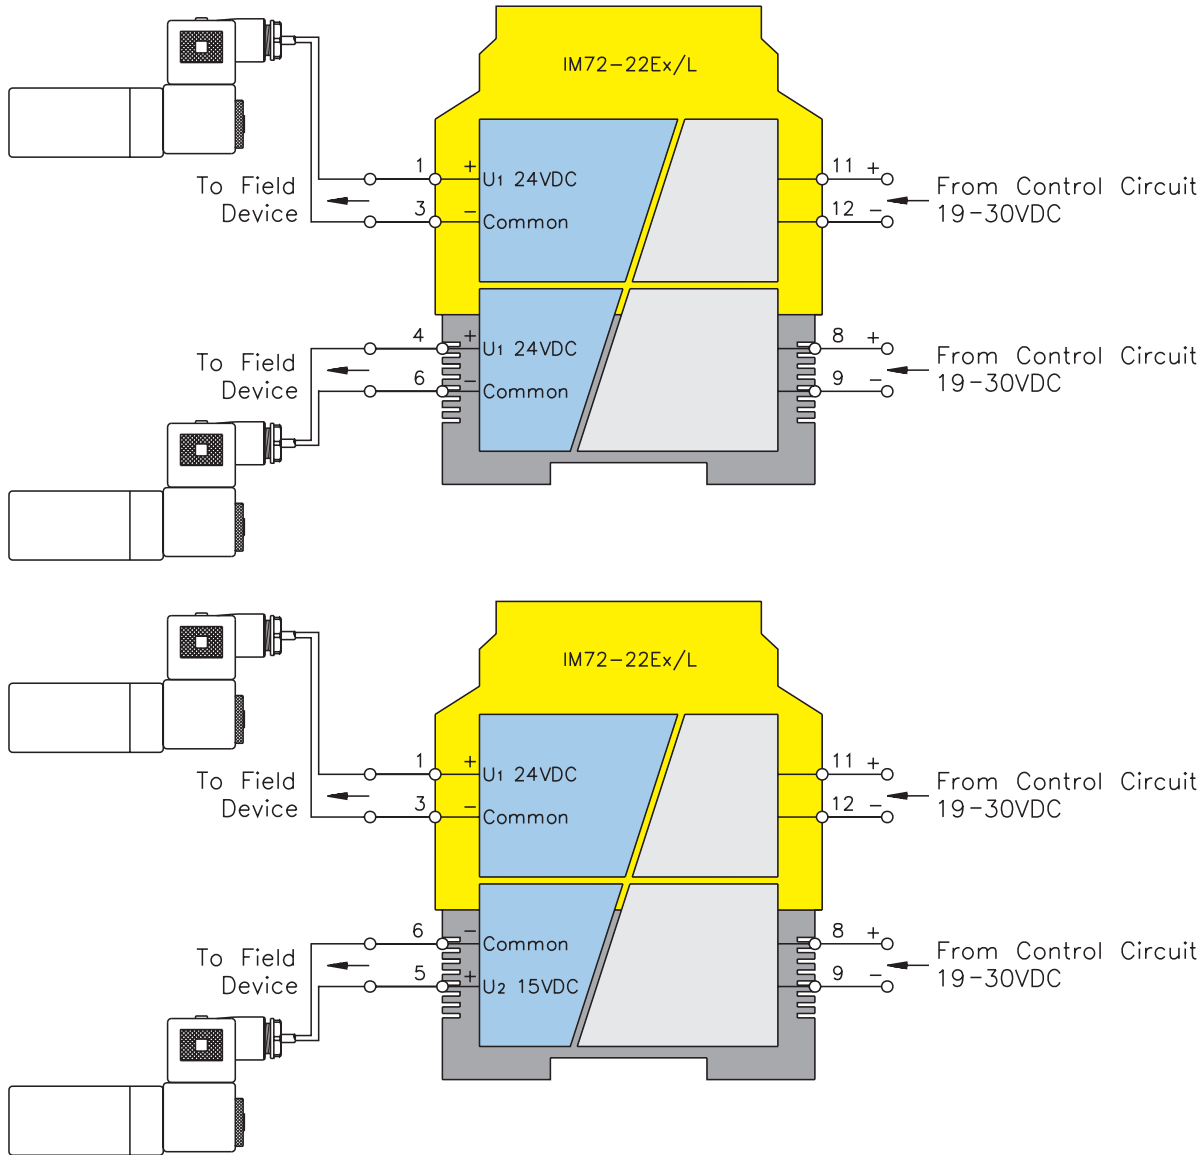 IM72-22Ex/L
1 + U1 24VDC
11 +
To Field
Device
3 - Common
12 -
From Control Circuit
19-30VDC
4 + U1 24VDC
8 +
To Field
Device
6 - Common
9 -
From Control Circuit
19-30VDC
IM72-22Ex/L
1 + U1 24VDC
11 +
To Field
Device
3 - Common
12 -
From Control Circuit
19-30VDC
6 - Common
8 +
To Field
Device
5 + U2 15VDC
9 -
From Control Circuit
19-30VDC